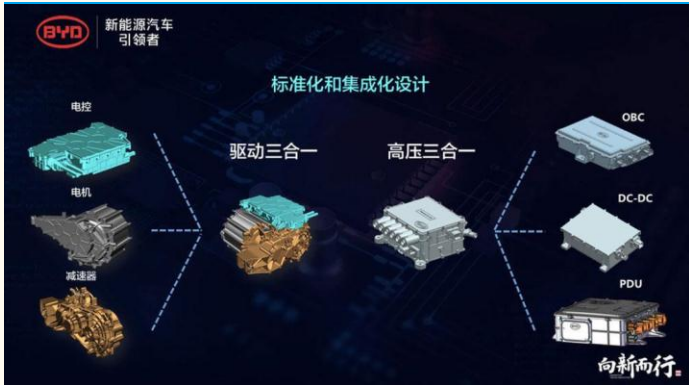 BYD
新能源汽车
引领者
标准化和集成化设计
电控
驱动三合一
高压三合一
OBC
电机
DC-DC
减速器
PDU
向新而行